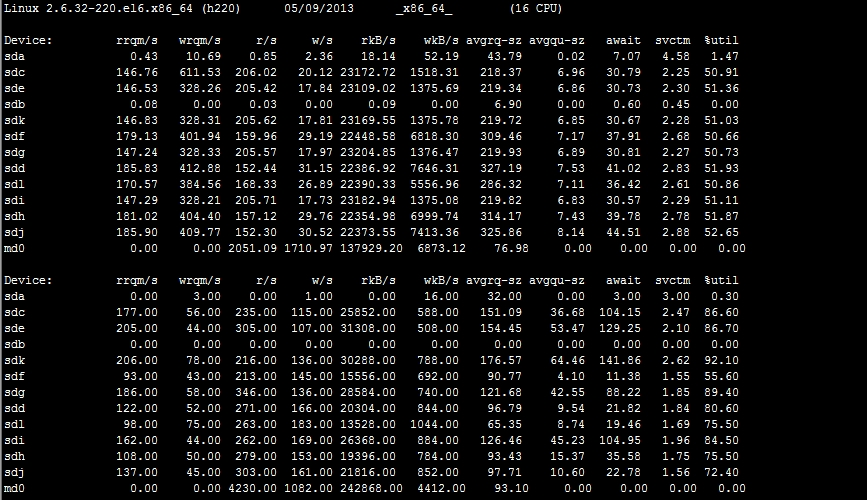 Linux 2.6.32-220.el6.x86_64 (h220) 05/09/2013 _x86_64_ (16 CPU)
Device: rrqm/s wrqm/s r/s w/s rkB/s wkB/s avgrq-sz avgqu-sz await svctm %util
sda 0.43 10.69 0.85 2.36 18.14 52.19 43.79 0.02 7.07 4.58 1.47
sdc 146.76 611.53 206.02 20.12 23172.72 1518.31 218.37 6.96 30.79 2.25 50.91
sde 146.53 328.26 205.42 17.84 23109.02 1375.69 219.34 6.86 30.73 2.30 51.36
sdb 0.08 0.00 0.03 0.00 0.09 0.00 6.90 0.00 0.60 0.45 0.00
sdk 146.83 328.31 205.62 17.81 23169.55 1375.78 219.72 6.85 30.67 2.28 51.03
sdf 179.13 401.94 159.96 29.19 22448.58 6818.30 309.46 7.17 37.91 2.68 50.66
sdg 147.24 328.33 205.57 17.97 23204.85 1376.47 219.93 6.89 30.81 2.27 50.73
sdd 185.83 412.88 152.44 31.15 22386.92 7646.31 327.19 7.53 41.02 2.83 51.93
sdl 170.57 384.56 168.33 26.89 22390.33 5556.96 286.32 7.11 36.42 2.61 50.86
sdi 147.29 328.21 205.71 17.73 23182.94 1375.08 219.82 6.83 30.57 2.29 51.11
sdh 181.02 404.40 157.12 29.76 22354.98 6999.74 314.17 7.43 39.78 2.78 51.87
sdj 185.90 409.77 152.30 30.52 22373.55 7413.36 325.86 8.14 44.51 2.88 52.65
md0 0.00 0.00 2051.09 1710.97 137929.20 6873.12 76.98 0.00 0.00 0.00 0.00
Device: rrqm/s wrqm/s r/s w/s rkB/s wkB/s avgrq-sz avgqu-sz await svctm %util
sda 0.00 3.00 0.00 1.00 0.00 16.00 32.00 0.00 3.00 3.00 0.30
sdc 177.00 56.00 235.00 115.00 25852.00 588.00 151.09 36.68 104.15 2.47 86.60
sde 205.00 44.00 305.00 107.00 31308.00 508.00 154.45 53.47 129.25 2.10 86.70
sdb 0.00 0.00 0.00 0.00 0.00 0.00 0.00 0.00 0.00 0.00 0.00
sdk 206.00 78.00 216.00 136.00 30288.00 788.00 176.57 64.46 141.86 2.62 92.10
sdf 93.00 43.00 213.00 145.00 15556.00 692.00 90.77 4.10 11.38 1.55 55.60
sdg 186.00 58.00 346.00 136.00 28584.00 740.00 121.68 42.55 88.22 1.85 89.40
sdd 122.00 52.00 271.00 166.00 20304.00 844.00 96.79 9.54 21.82 1.84 80.60
sdl 98.00 75.00 263.00 183.00 13528.00 1044.00 65.35 8.74 19.46 1.69 75.50
sdi 162.00 44.00 262.00 169.00 26368.00 884.00 126.46 45.23 104.95 1.96 84.50
sdh 108.00 50.00 279.00 153.00 19396.00 784.00 93.43 15.37 35.58 1.75 75.50
sdj 137.00 45.00 303.00 161.00 21816.00 852.00 97.71 10.60 22.78 1.56 72.40
md0 0.00 0.00 4230.00 1082.00 242868.00 4412.00 93.10 0.00 0.00 0.00 0.00